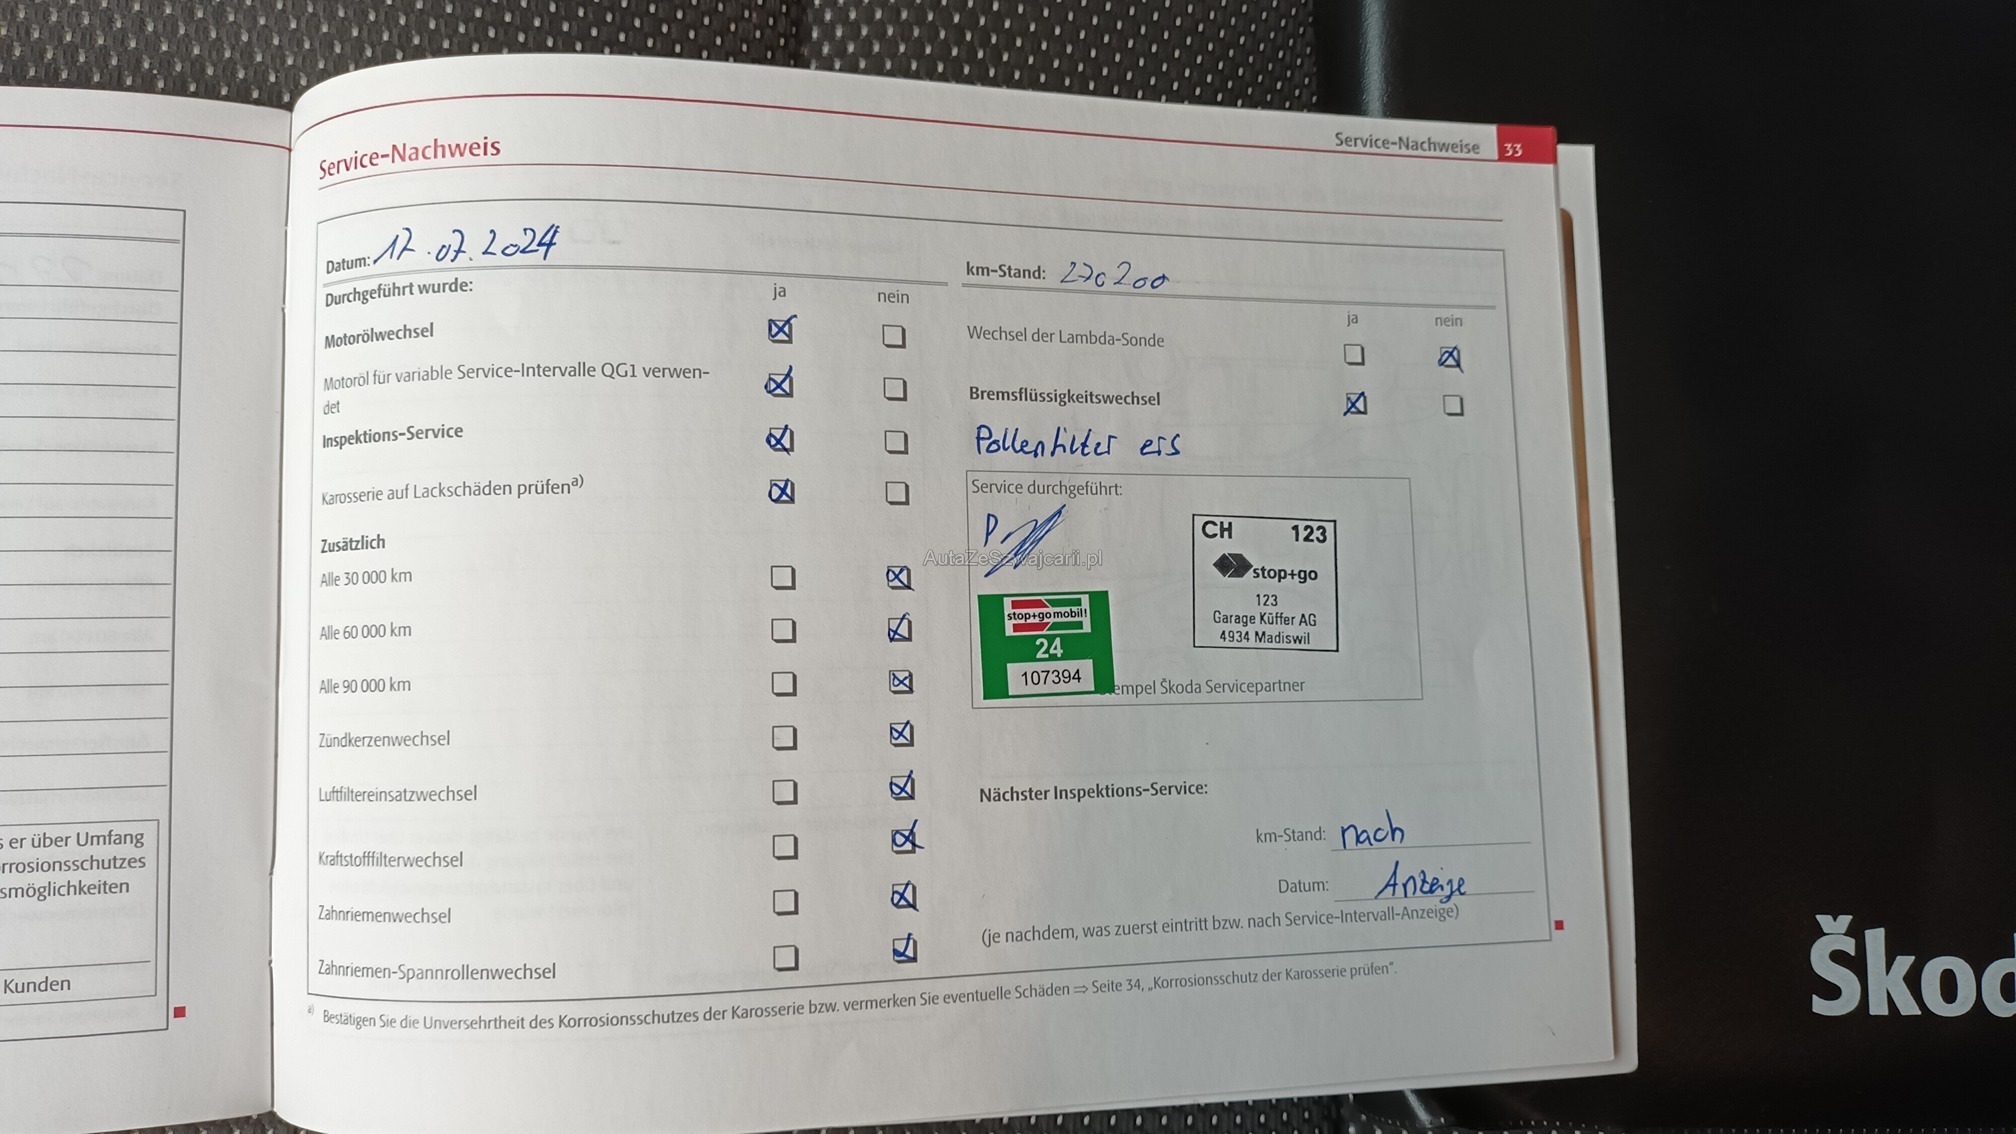 Service-Nachweise 33
Service-Nachweis
Datum: 17.07.2024
Durchgeführt wurde:
ja nein
Motorölwechsel
Motoröl für variable Service-Intervalle QG1 verwen-
det
Inspektions-Service
Karosserie auf Lackschäden prüfen a)
Zusätzlich
Alle 30 000 km
Alle 60 000 km
Alle 90 000 km
Zündkerzenwechsel
Luftfiltereinsatzwechsel
Kraftstofffilterwechsel
Zahnriemenwechsel
Zahnriemen-Spannrollenwechsel
km-Stand: 270200
ja nein
Wechsel der Lambda-Sonde
Bremsflüssigkeitswechsel
Pollenfilter ers
Service durchgeführt:
AutaZeSzwajcarii.pl
CH 123
stop+go
123
Garage Küffer AG
4934 Madiswil
stop+go mobil!
24
107394
empel Škoda Servicepartner
Nächster Inspektions-Service:
km-Stand: nach
Datum: Anzeige
(je nachdem, was zuerst eintritt bzw. nach Service-Intervall-Anzeige)
a) Bestätigen Sie die Unversehrtheit des Korrosionsschutzes der Karosserie bzw. vermerken Sie eventuelle Schäden ⇒ Seite 34, „Korrosionsschutz der Karosserie prüfen“.
s er über Umfang
rrosionsschutzes
smöglichkeiten
Kunden
Škod